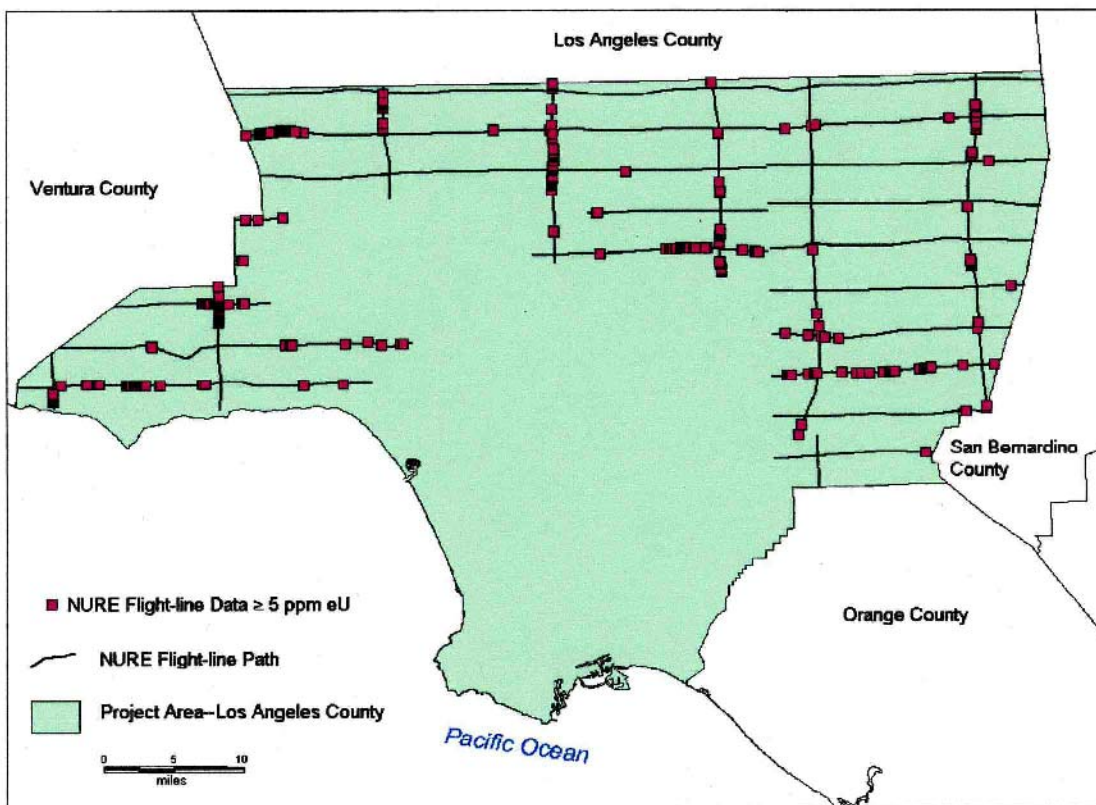 Los Angeles County
Ventura County
San Bernardino
County
Orange County
NURE Flight-line Data ≥ 5 ppm eU
NURE Flight-line Path
Project Area--Los Angeles County
0 5 10
miles
Pacific Ocean